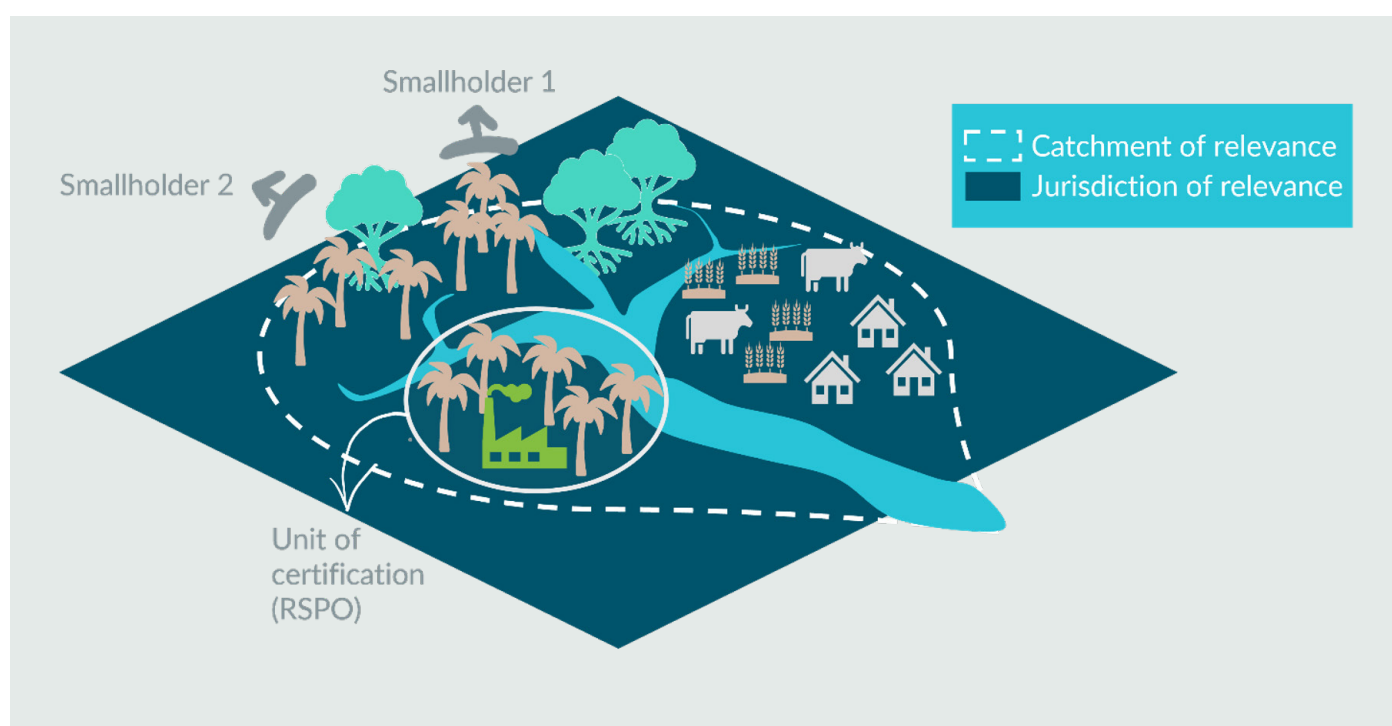 Smallholder 1
Smallholder 2
Catchment of relevance
Jurisdiction of relevance
Unit of
certification
(RSPO)